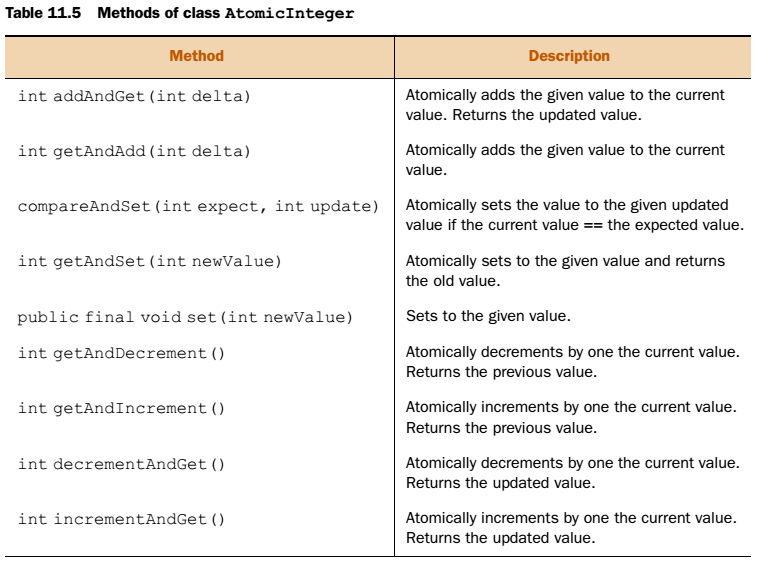 Table 11.5 Methods of class AtomicInteger
Method Description
int addAndGet(int delta) Atomically adds the given value to the current
value. Returns the updated value.
int getAndAdd(int delta) Atomically adds the given value to the current
value.
compareAndSet(int expect, int update) Atomically sets the value to the given updated
value if the current value == the expected value.
int getAndSet(int newValue) Atomically sets to the given value and returns
the old value.
public final void set(int newValue) Sets to the given value.
int getAndDecrement() Atomically decrements by one the current value.
Returns the previous value.
int getAndIncrement() Atomically increments by one the current value.
Returns the previous value.
int decrementAndGet() Atomically decrements by one the current value.
Returns the updated value.
int incrementAndGet() Atomically increments by one the current value.
Returns the updated value.